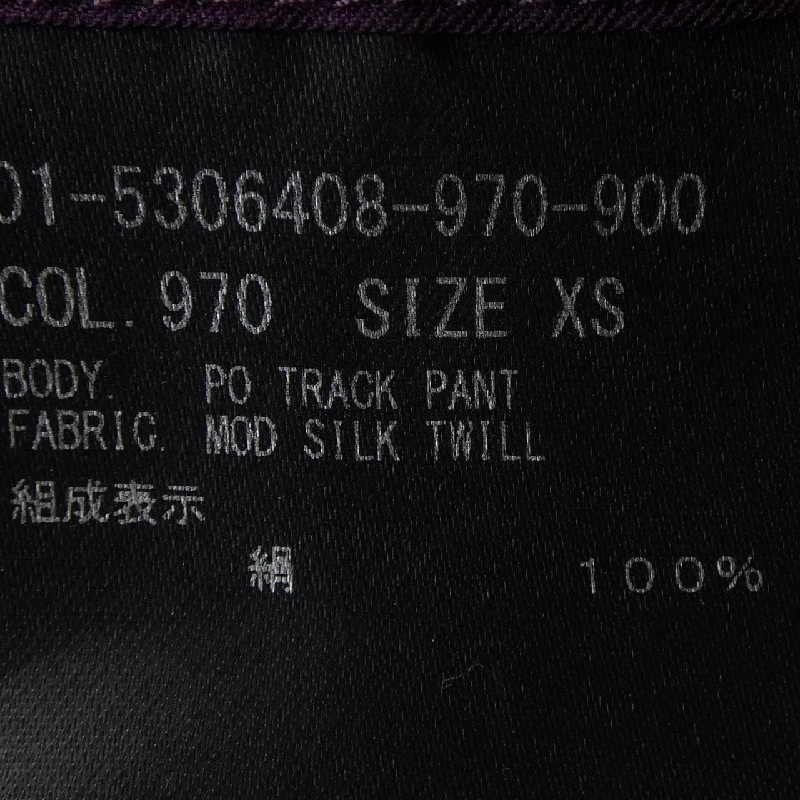 01-5306408-970-900
COL. 970 SIZE XS
BODY. PO TRACK PANT
FABRIC. MOD SILK TWILL
組成表示
絹 100%